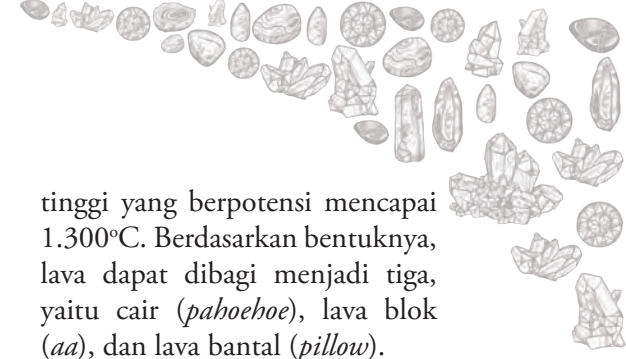 tinggi yang berpotensi mencapai
1.300°C. Berdasarkan bentuknya,
lava dapat dibagi menjadi tiga,
yaitu cair (pahoehoe), lava blok
(aa), dan lava bantal (pillow).